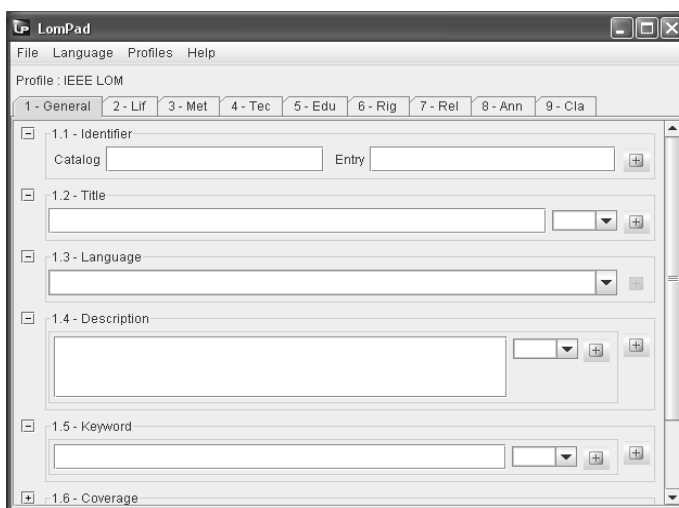 LP LomPad
File Language Profiles Help
Profile : IEEE LOM
1 - General 2 - Lif 3 - Met 4 - Tec 5 - Edu 6 - Rig 7 - Rel 8 - Ann 9 - Cla
1.1 - Identifier
Catalog Entry
1.2 - Title
1.3 - Language
1.4 - Description
1.5 - Keyword
1.6 - Coverage